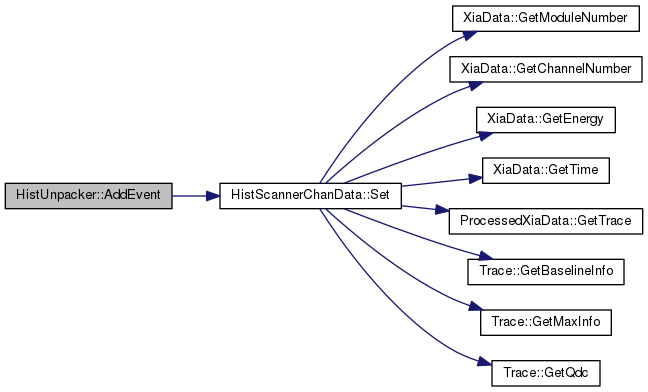 XiaData::GetModuleNumber
XiaData::GetChannelNumber
XiaData::GetEnergy
XiaData::GetTime
HistUnpacker::AddEvent
HistScannerChanData::Set
ProcessedXiaData::GetTrace
Trace::GetBaselineInfo
Trace::GetMaxInfo
Trace::GetQdc